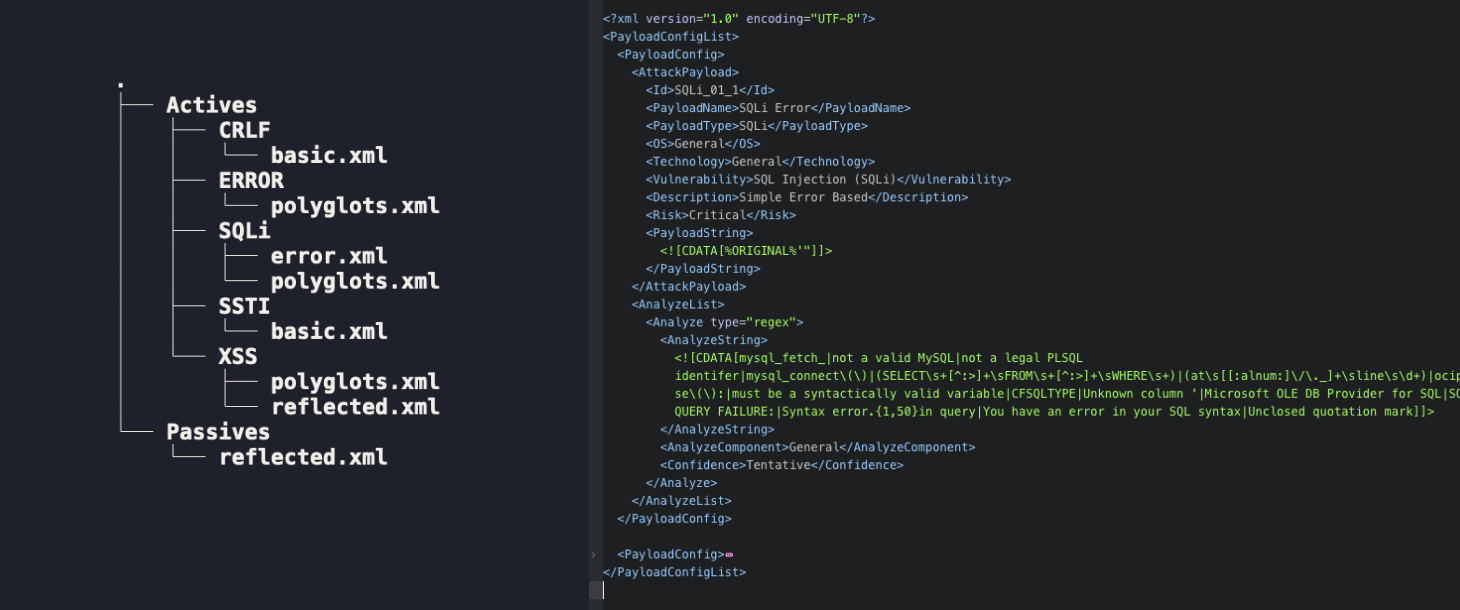 .
Actives
CRLF
basic.xml
ERROR
polyglots.xml
SQLi
error.xml
polyglots.xml
SSTI
basic.xml
XSS
polyglots.xml
reflected.xml
Passives
reflected.xml
<?xml version="1.0" encoding="UTF-8"?>
<PayloadConfigList>
<PayloadConfig>
<AttackPayload>
<Id>SQLi_01_1</Id>
<PayloadName>SQLi Error</PayloadName>
<PayloadType>SQLi</PayloadType>
<OS>General</OS>
<Technology>General</Technology>
<Vulnerability>SQL Injection (SQLi)</Vulnerability>
<Description>Simple Error Based</Description>
<Risk>Critical</Risk>
<PayloadString>
<![CDATA[%ORIGINAL%'"]]>
</PayloadString>
</AttackPayload>
<AnalyzeList>
<Analyze type="regex">
<AnalyzeString>
<![CDATA[mysql_fetch_|not a valid MySQL|not a legal PLSQL
identifer|mysql_connect\(\)|(SELECT\s+[^:>]+\sFROM\s+[^:>]+\sWHERE\s+)|(at\s[[:alnum:]\/\._]+\sline\s\d+)|ocip
se\(\):|must be a syntactically valid variable|CFSQLTYPE|Unknown column '|Microsoft OLE DB Provider for SQL|SQ
QUERY FAILURE:|Syntax error.{1,50}in query|You have an error in your SQL syntax|Unclosed quotation mark]]>
</AnalyzeString>
<AnalyzeComponent>General</AnalyzeComponent>
<Confidence>Tentative</Confidence>
</Analyze>
</AnalyzeList>
</PayloadConfig>
<PayloadConfig>
</PayloadConfigList>